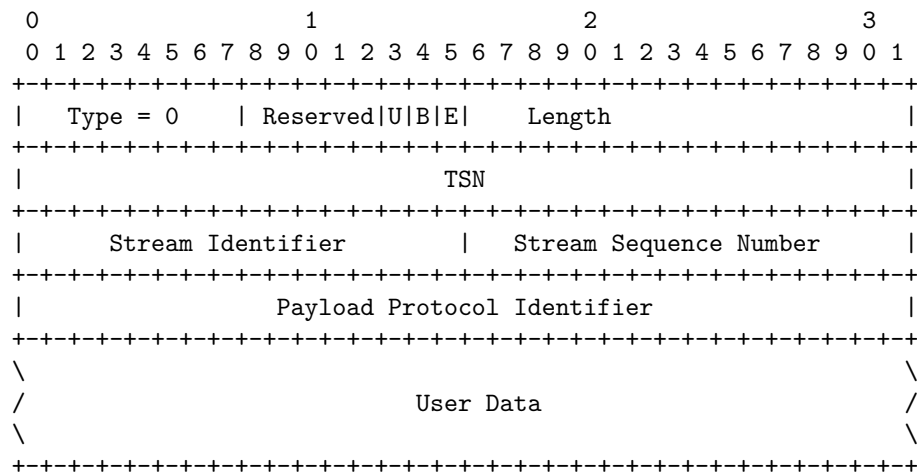 0                   1                   2                   3
 0 1 2 3 4 5 6 7 8 9 0 1 2 3 4 5 6 7 8 9 0 1 2 3 4 5 6 7 8 9 0 1
+-+-+-+-+-+-+-+-+-+-+-+-+-+-+-+-+-+-+-+-+-+-+-+-+-+-+-+-+-+-+-+-+
|   Type = 0    | Reserved|U|B|E|    Length                     |
+-+-+-+-+-+-+-+-+-+-+-+-+-+-+-+-+-+-+-+-+-+-+-+-+-+-+-+-+-+-+-+-+
|                              TSN                              |
+-+-+-+-+-+-+-+-+-+-+-+-+-+-+-+-+-+-+-+-+-+-+-+-+-+-+-+-+-+-+-+-+
|      Stream Identifier        |   Stream Sequence Number      |
+-+-+-+-+-+-+-+-+-+-+-+-+-+-+-+-+-+-+-+-+-+-+-+-+-+-+-+-+-+-+-+-+
|                  Payload Protocol Identifier                  |
+-+-+-+-+-+-+-+-+-+-+-+-+-+-+-+-+-+-+-+-+-+-+-+-+-+-+-+-+-+-+-+-+
\                                                               \
/                            User Data                          /
\                                                               \
+-+-+-+-+-+-+-+-+-+-+-+-+-+-+-+-+-+-+-+-+-+-+-+-+-+-+-+-+-+-+-+-+